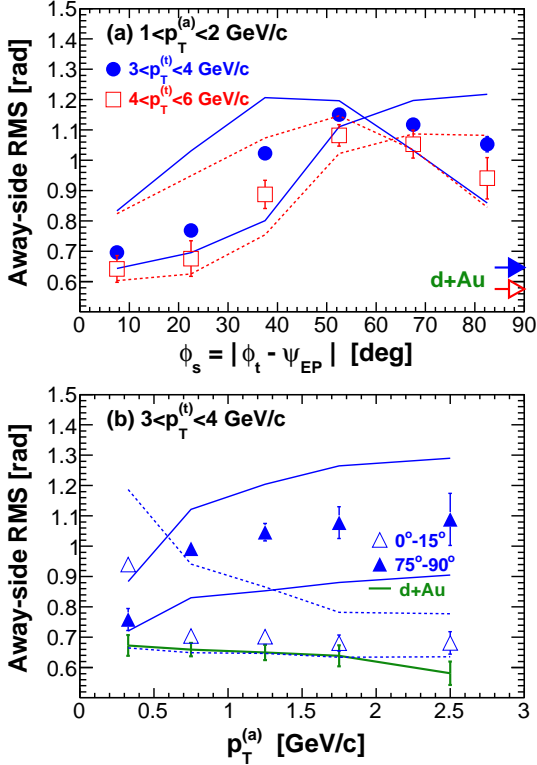 (a) 1<p_T^(a)<2 GeV/c
3<p_T^(t)<4 GeV/c
4<p_T^(t)<6 GeV/c
Away-side RMS [rad]
1.5
1.4
1.3
1.2
1.1
1
0.9
0.8
0.7
0.6
d+Au
0 10 20 30 40 50 60 70 80 90
ϕ_s = | ϕ_t - ψ_EP | [deg]
(b) 3<p_T^(t)<4 GeV/c
Away-side RMS [rad]
1.5
1.4
1.3
1.2
1.1
1
0.9
0.8
0.7
0.6
0°-15°
75°-90°
d+Au
0 0.5 1 1.5 2 2.5 3
p_T^(a) [GeV/c]